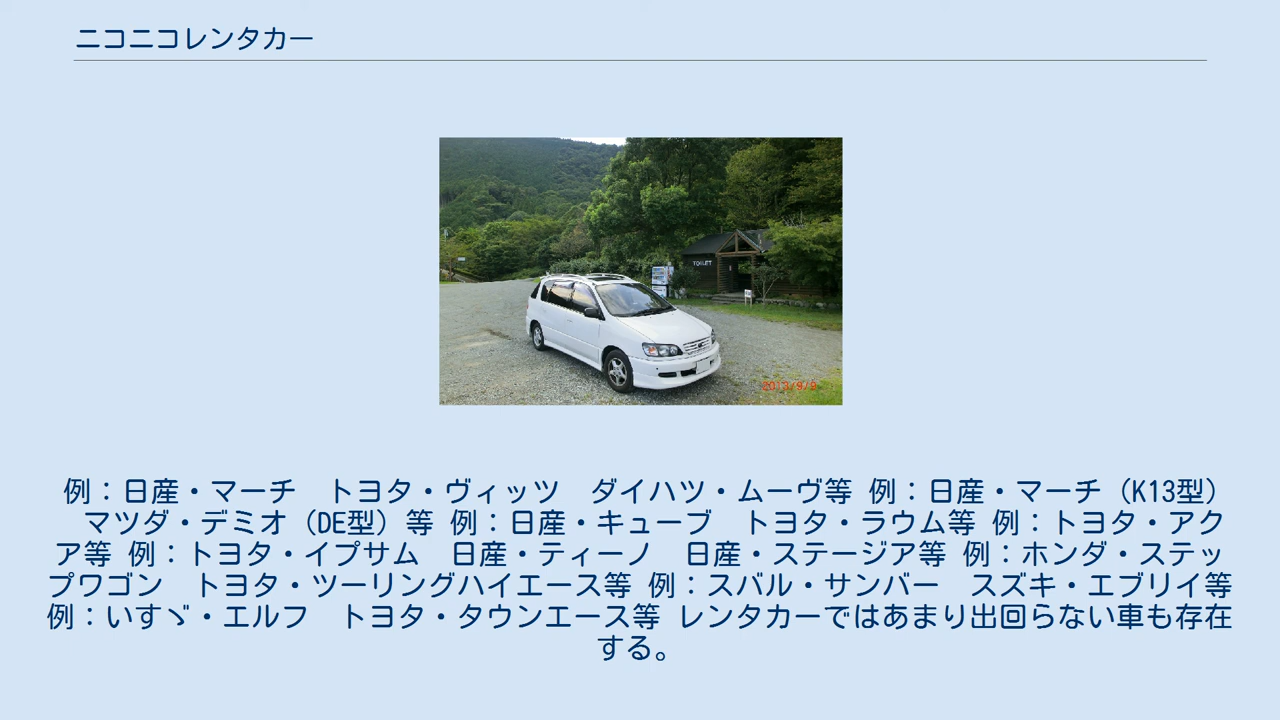 ニコニコレンタカー
TOILET
2013/9/9
例：日産・マーチ　トヨタ・ヴィッツ　ダイハツ・ムーヴ等 例：日産・マーチ（K13型）
マツダ・デミオ（DE型）等 例：日産・キューブ　トヨタ・ラウム等 例：トヨタ・アク
ア等 例：トヨタ・イプサム　日産・ティーノ　日産・ステージア等 例：ホンダ・ステッ
プワゴン　トヨタ・ツーリングハイエース等 例：スバル・サンバー　スズキ・エブリイ等
例：いすゞ・エルフ　トヨタ・タウンエース等 レンタカーではあまり出回らない車も存在
する。